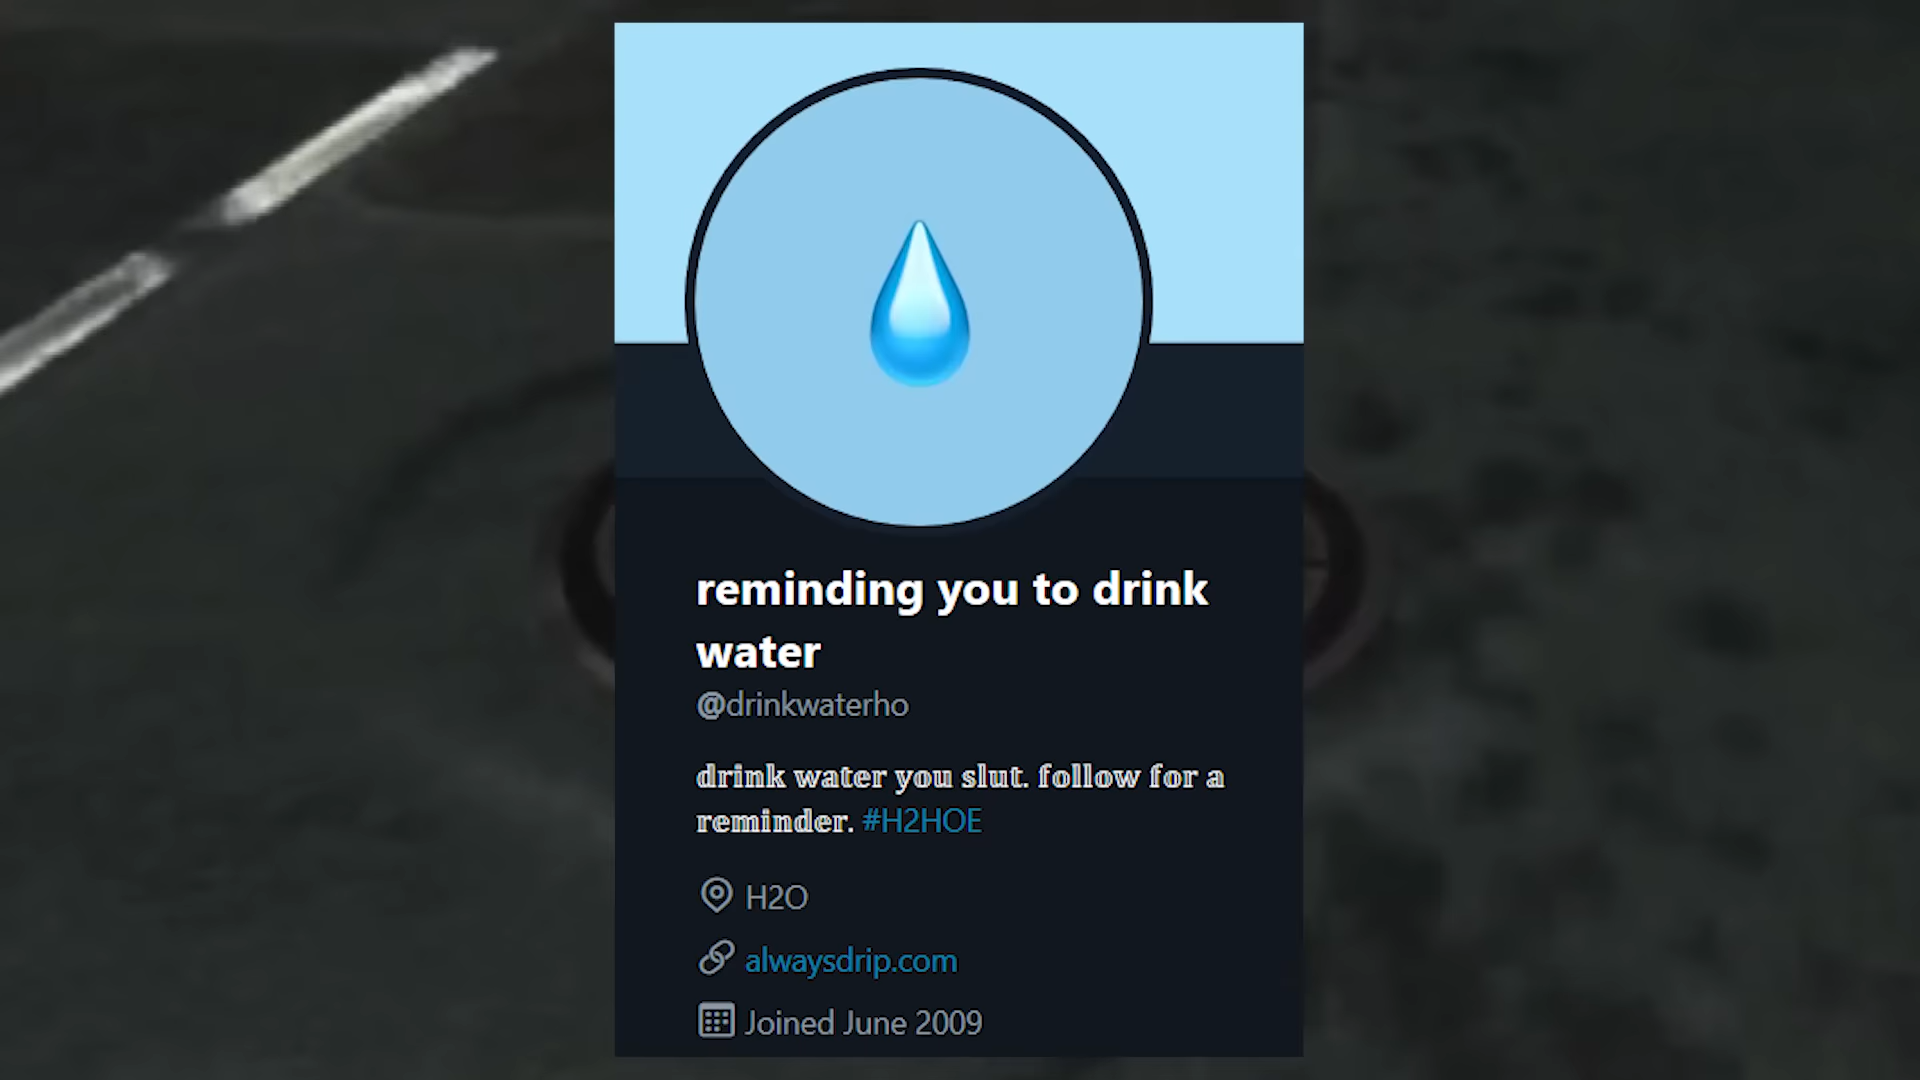 reminding you to drink
water
@drinkwaterho
drink water you slut. follow for a
reminder. #H2HOE
H2O
alwaysdrip.com
Joined June 2009